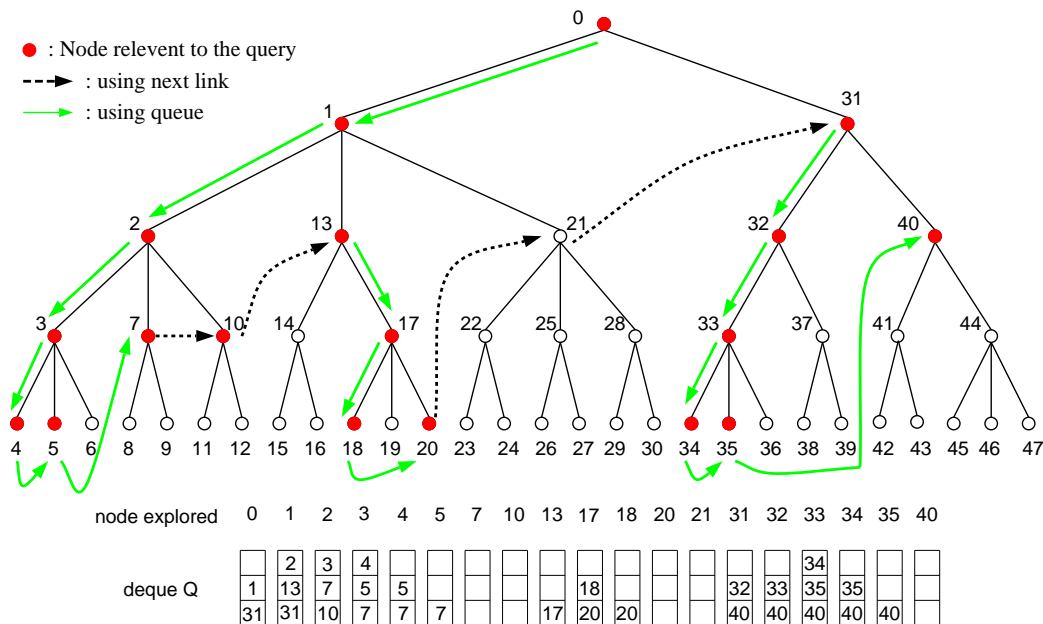 0
: Node relevent to the query
: using next link
: using queue
1
31
2
13
21
32
40
3
7
10
14
17
22
25
28
33
37
41
44
4 5 6 8 9 11 12 15 16 18 19 20 23 24 26 27 29 30 34 35 36 38 39 42 43 45 46 47
node explored 0 1 2 3 4 5 7 10 13 17 18 20 21 31 32 33 34 35 40
2 3 4 34
deque Q 1 13 7 5 5 18 32 33 35 35
31 31 10 7 7 7 17 20 20 40 40 40 40 40